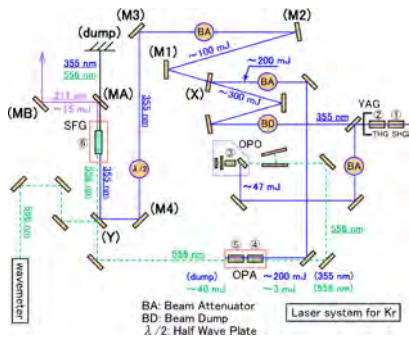 (M3)
(M2)
(dump)
BA
355 nm
556 nm
(M1)
~100 mJ
~200 mJ
211 nm
~15 mJ
(MA)
(X)
BA
(MB)
~300 mJ
YAG
SFG
⑥
BD
355 nm
② ①
THG SHG
OPO
③
λ/2
BA
~47 mJ
556 nm
355 nm
556 nm
556 nm
(Y)
(M4)
556 nm
wavemeter
⑤ ④
OPA
(dump)
~40 mJ
~200 mJ
~3 mJ
(355 nm)
(556 nm)
BA: Beam Attenuator
BD: Beam Dump
λ/2: Half Wave Plate
Laser system for Kr